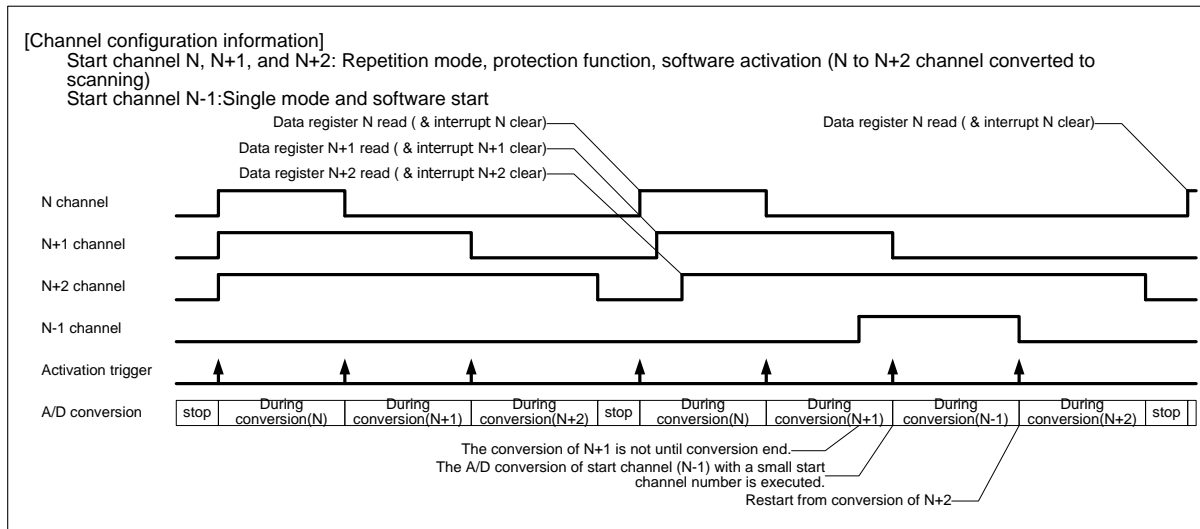 [Channel configuration information]
Start channel N, N+1, and N+2: Repetition mode, protection function, software activation (N to N+2 channel converted to
scanning)
Start channel N-1:Single mode and software start
Data register N read ( & interrupt N clear)
Data register N read ( & interrupt N clear)
Data register N+1 read ( & interrupt N+1 clear)
Data register N+2 read ( & interrupt N+2 clear)
N channel
N+1 channel
N+2 channel
N-1 channel
Activation trigger
A/D conversion
stop
During
conversion(N)
During
conversion(N+1)
During
conversion(N+2)
stop
During
conversion(N)
During
conversion(N+1)
During
conversion(N-1)
During
conversion(N+2)
stop
The conversion of N+1 is not until conversion end.
The A/D conversion of start channel (N-1) with a small start
channel number is executed.
Restart from conversion of N+2